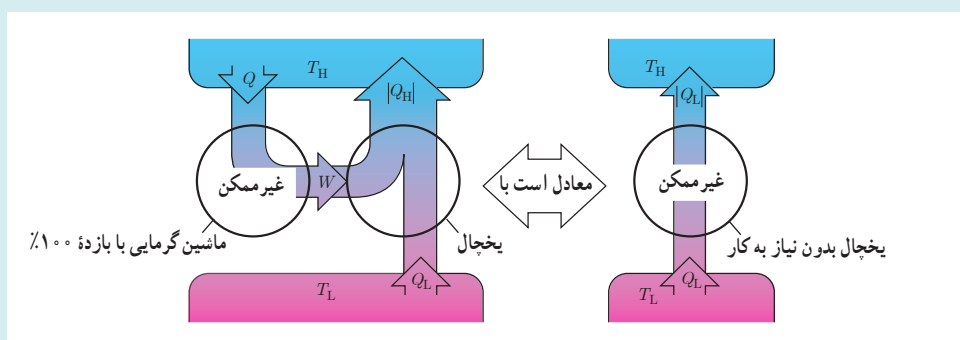 T_H
T_H
Q
|Q_H|
|Q_L|
غیرممکن
W
معادل است با
غیرممکن
ماشین گرمایی با بازدهٔ ۱۰۰٪
یخچال
یخچال بدون نیاز به کار
T_L
Q_L
T_L
Q_L